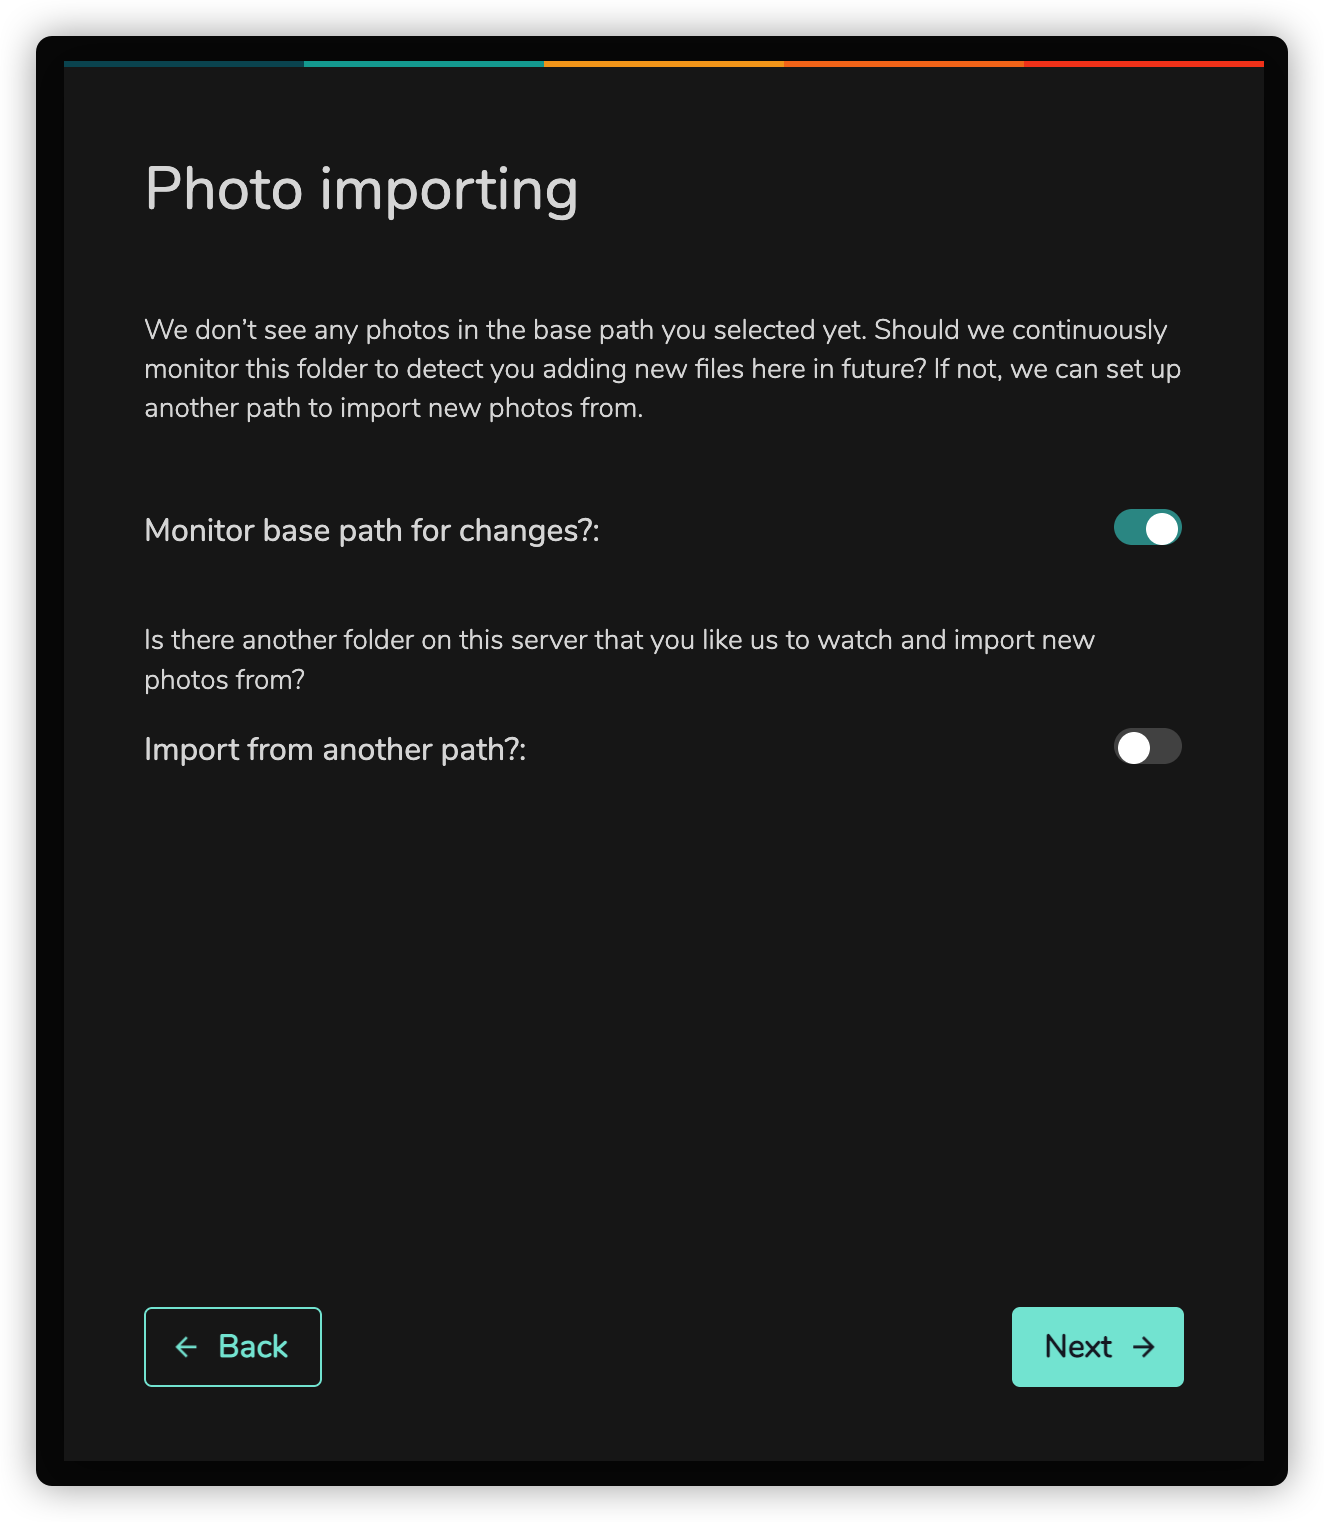 Photo importing
We don’t see any photos in the base path you selected yet. Should we continuously
monitor this folder to detect you adding new files here in future? If not, we can set up
another path to import new photos from.
Monitor base path for changes?:
Is there another folder on this server that you like us to watch and import new
photos from?
Import from another path?:
Back
Next